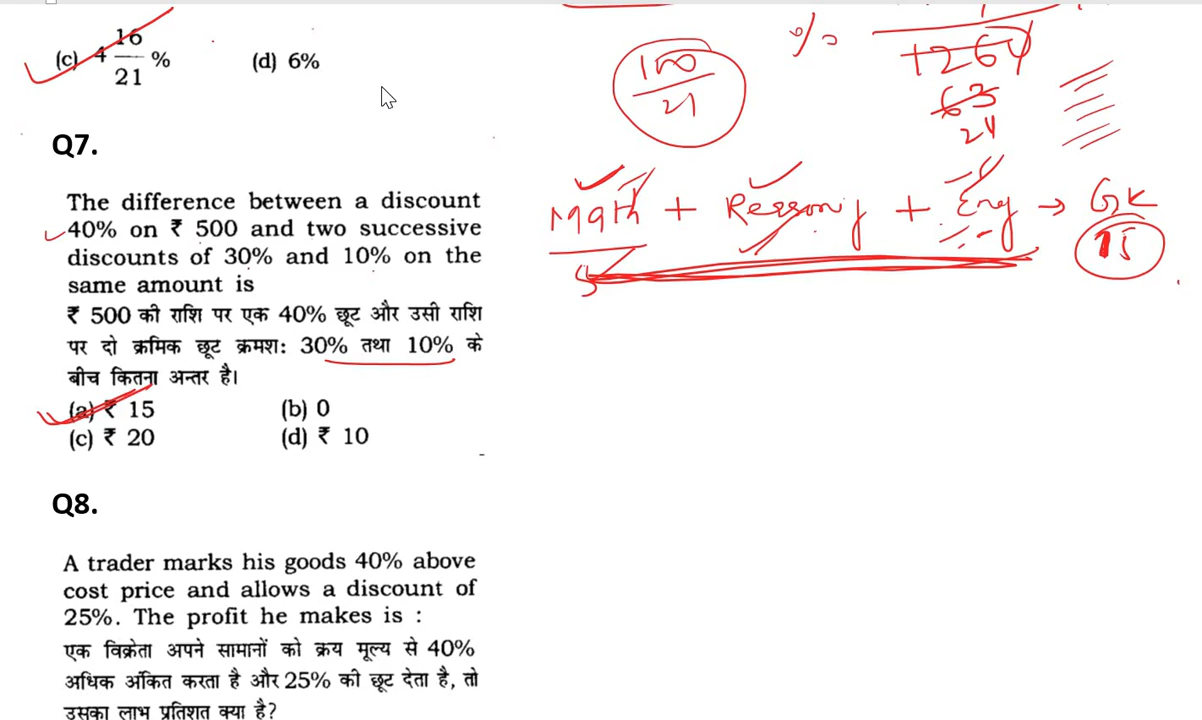 (c) 4 16/21 %
(d) 6%
Q7.
The difference between a discount
40% on ₹ 500 and two successive
discounts of 30% and 10% on the
same amount is
₹ 500 की राशि पर एक 40% छूट और उसी राशि
पर दो क्रमिक छूट क्रमश: 30% तथा 10% के
बीच कितना अन्तर है।
(a) ₹ 15
(b) 0
(c) ₹ 20
(d) ₹ 10
Q8.
A trader marks his goods 40% above
cost price and allows a discount of
25%. The profit he makes is :
एक विक्रेता अपने सामानों को क्रय मूल्य से 40%
अधिक अंकित करता है और 25% की छूट देता है, तो
उसका लाभ प्रतिशत क्या है?
100/21
%
1264
63
24
Math + Reasony + Eng → GK
15